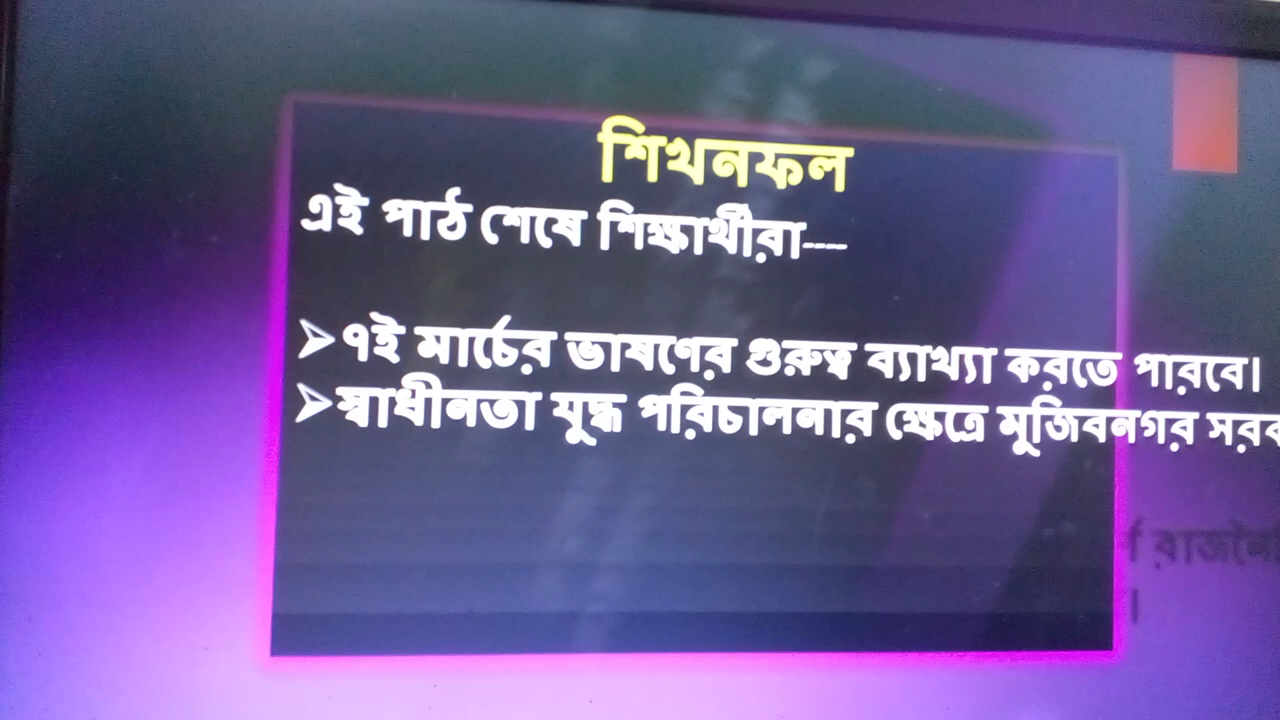 শিখনফল
এই পাঠ শেষে শিক্ষার্থীরা----
➢৭ই মার্চের ভাষণের গুরুত্ব ব্যাখ্যা করতে পারবে।
➢স্বাধীনতা যুদ্ধ পরিচালনার ক্ষেত্রে মুজিবনগর